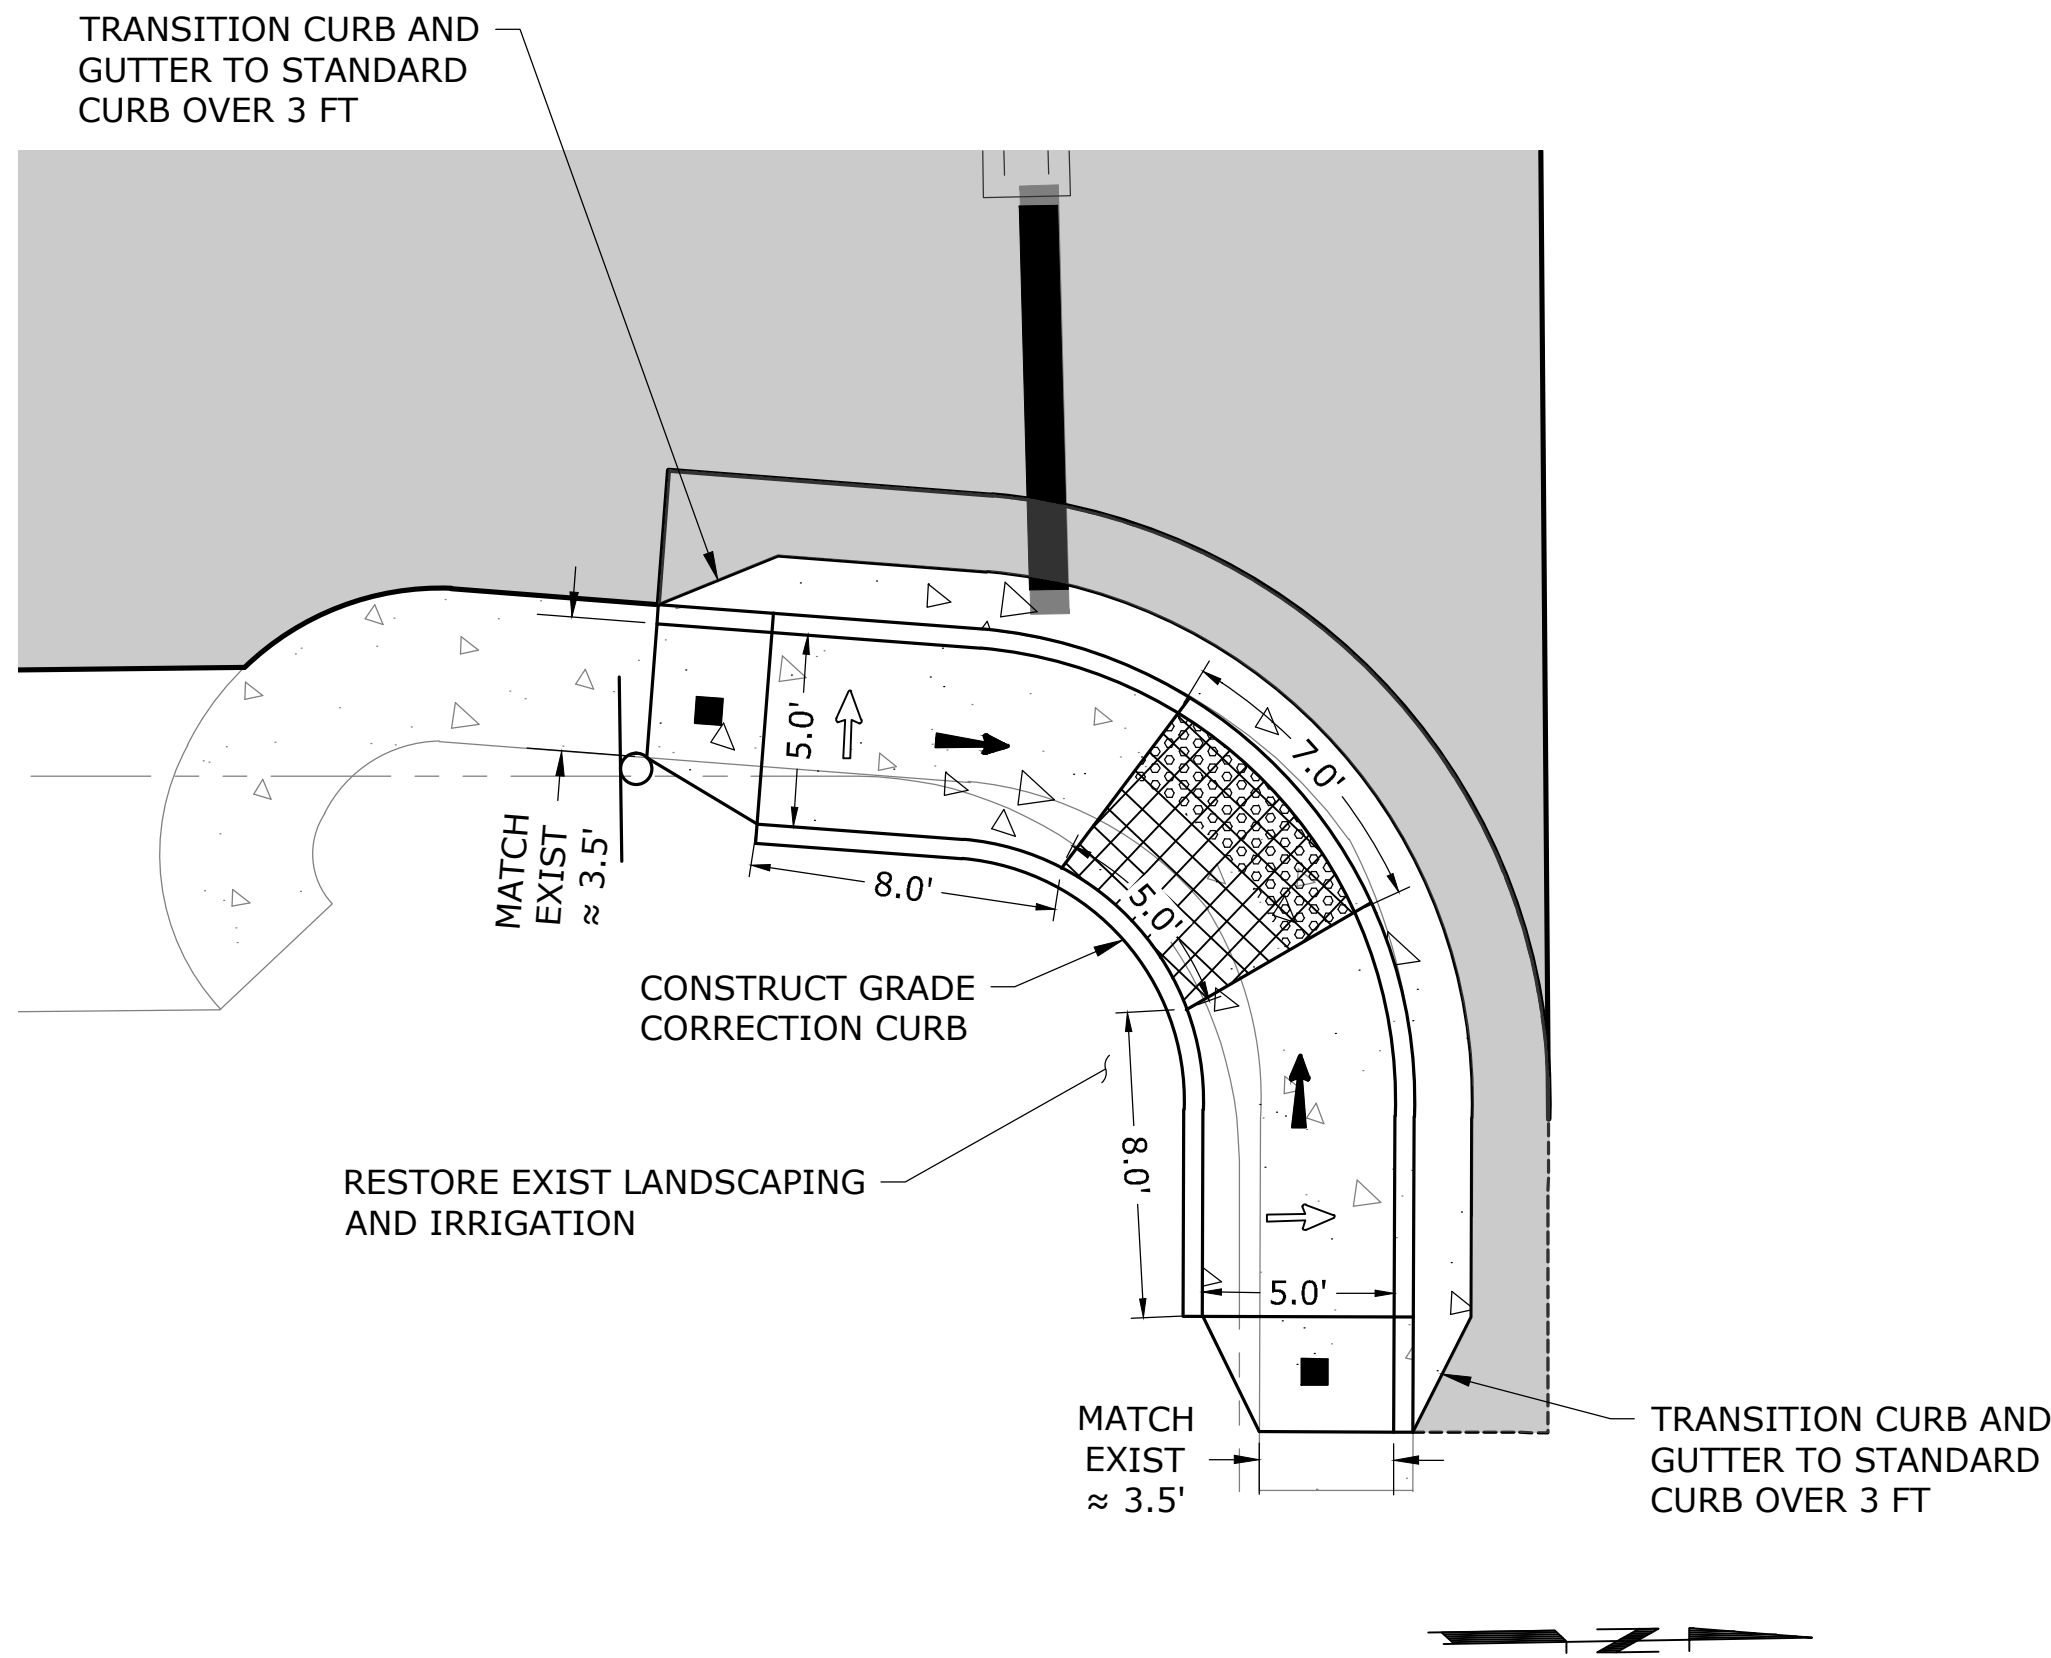 TRANSITION CURB AND
GUTTER TO STANDARD
CURB OVER 3 FT
5.0'
7.0'
MATCH
EXIST
≈ 3.5'
8.0'
5.0'
CONSTRUCT GRADE
CORRECTION CURB
8.0'
RESTORE EXIST LANDSCAPING
AND IRRIGATION
5.0'
MATCH
EXIST
≈ 3.5'
TRANSITION CURB AND
GUTTER TO STANDARD
CURB OVER 3 FT
N